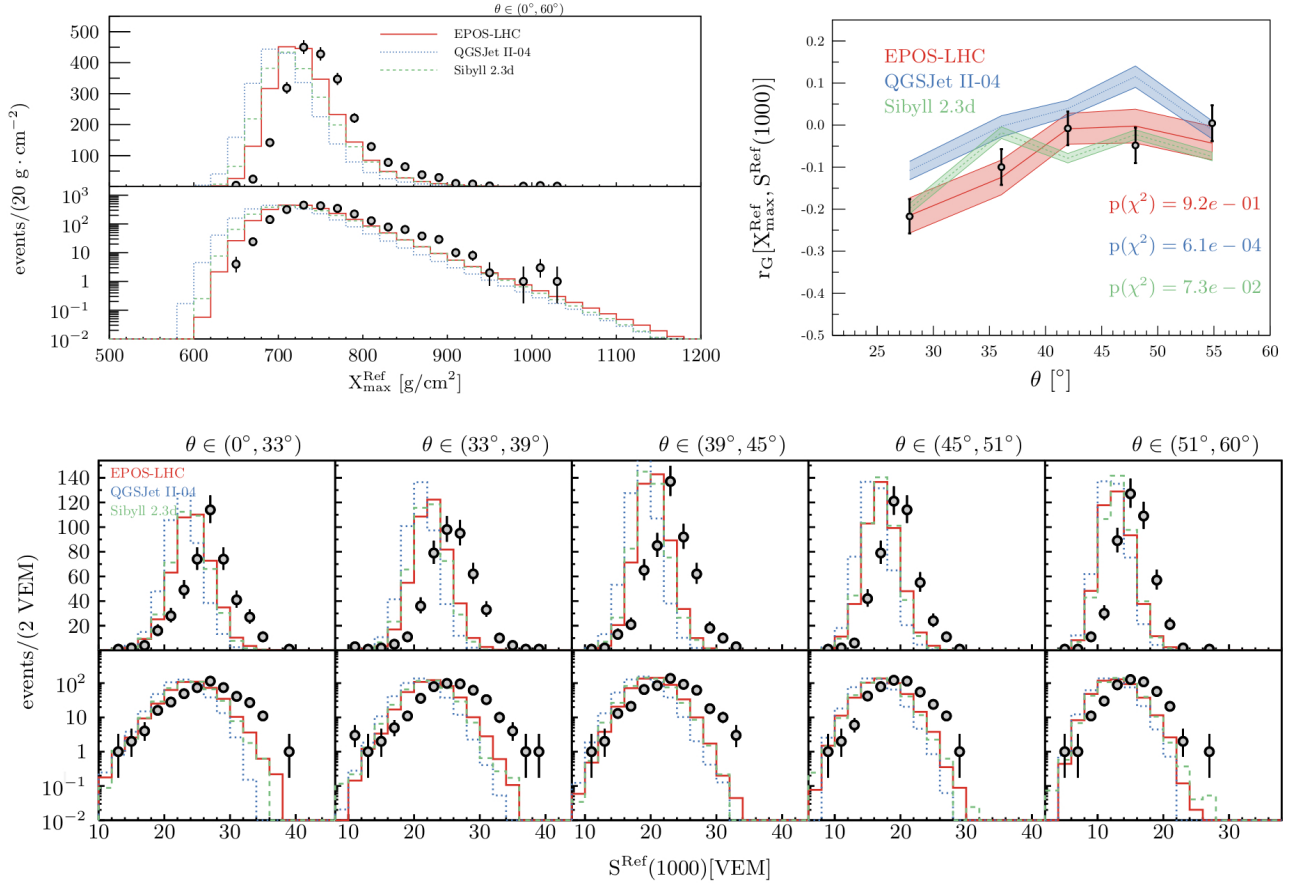 θ ∈ (0°, 60°)
450
400
300
200
100
EPOS-LHC
QGSJet II-04
Sibyll 2.3d
10³
10²
10
1
10⁻¹
10⁻²
500
600
700
800
900
1000
1100
1200
events/(20 g · cm⁻²)
X_max^Ref [g/cm²]
0.2
0.1
0.0
-0.1
-0.2
-0.3
-0.4
-0.5
EPOS-LHC
QGSJet II-04
Sibyll 2.3d
p(χ²) = 9.2e − 01
p(χ²) = 6.1e − 04
p(χ²) = 7.3e − 02
25
30
36
42
48
54
60
r_G[X_max^Ref, S^Ref(1000)]
θ [°]
θ ∈ (0°, 33°)
θ ∈ (33°, 39°)
θ ∈ (39°, 45°)
θ ∈ (45°, 51°)
θ ∈ (51°, 60°)
EPOS-LHC
QGSJet II-04
Sibyll 2.3d
140
120
100
80
60
40
20
10²
10
1
10⁻¹
10⁻²
10
20
30
40
10
20
30
40
10
20
30
40
10
20
30
40
10
20
30
events/(2 VEM)
S^Ref(1000)[VEM]